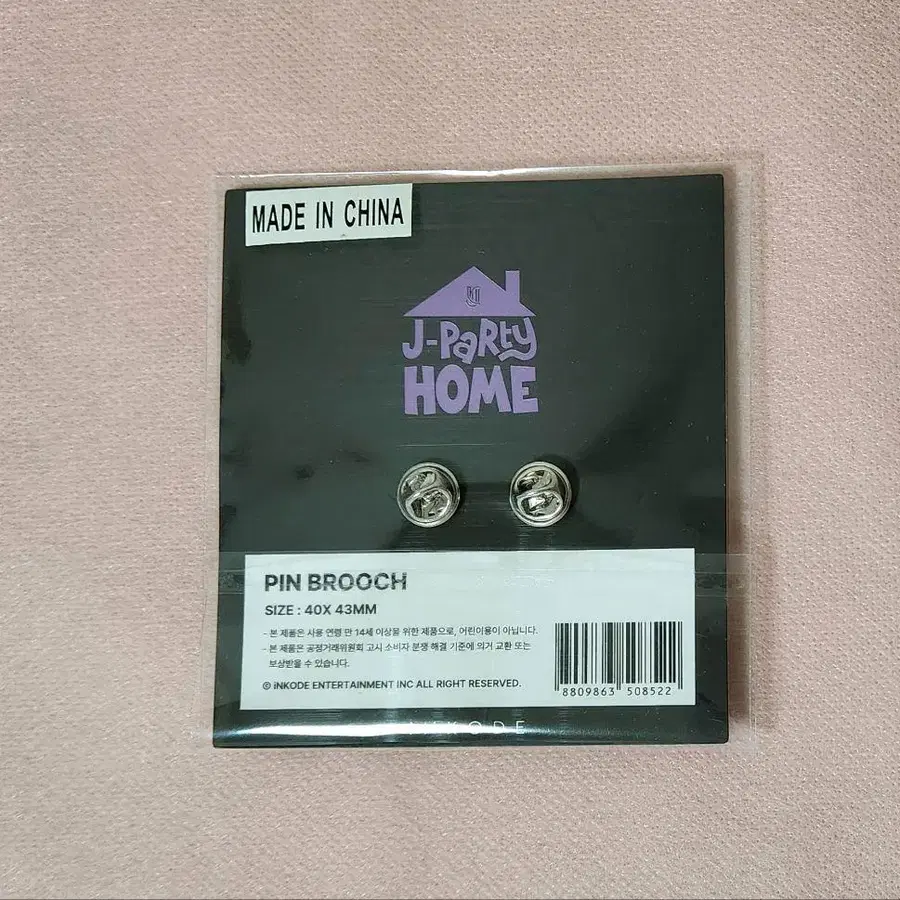 MADE IN CHINA
J-PARTY
HOME
PIN BROOCH
SIZE : 40X 43MM
- 본 제품은 사용 연령 만 14세 이상을 위한 제품으로, 어린이용이 아닙니다.
- 본 제품은 공정거래위원회 고시 소비자 분쟁 해결 기준에 의거 교환 또는
보상받을 수 있습니다.
© iNKODE ENTERTAINMENT INC ALL RIGHT RESERVED.
8809863 508522
iNKODE